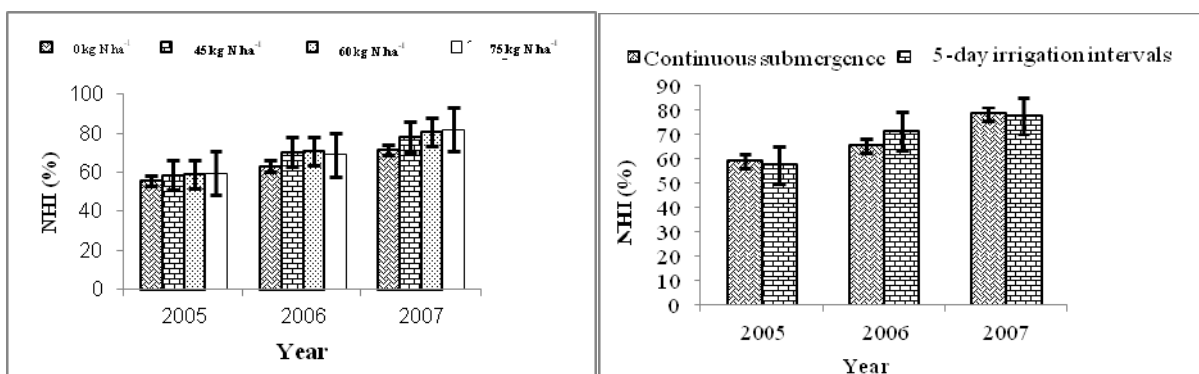 0kg N ha⁻¹ 45kg N ha⁻¹ 60kg N ha⁻¹ 75kg N ha⁻¹
100
80
60
40
20
0
NHI (%)
2005 2006 2007
Year
Continuous submergence 5-day irrigation intervals
90
80
70
60
50
40
30
20
10
0
NHI (%)
2005 2006 2007
Year